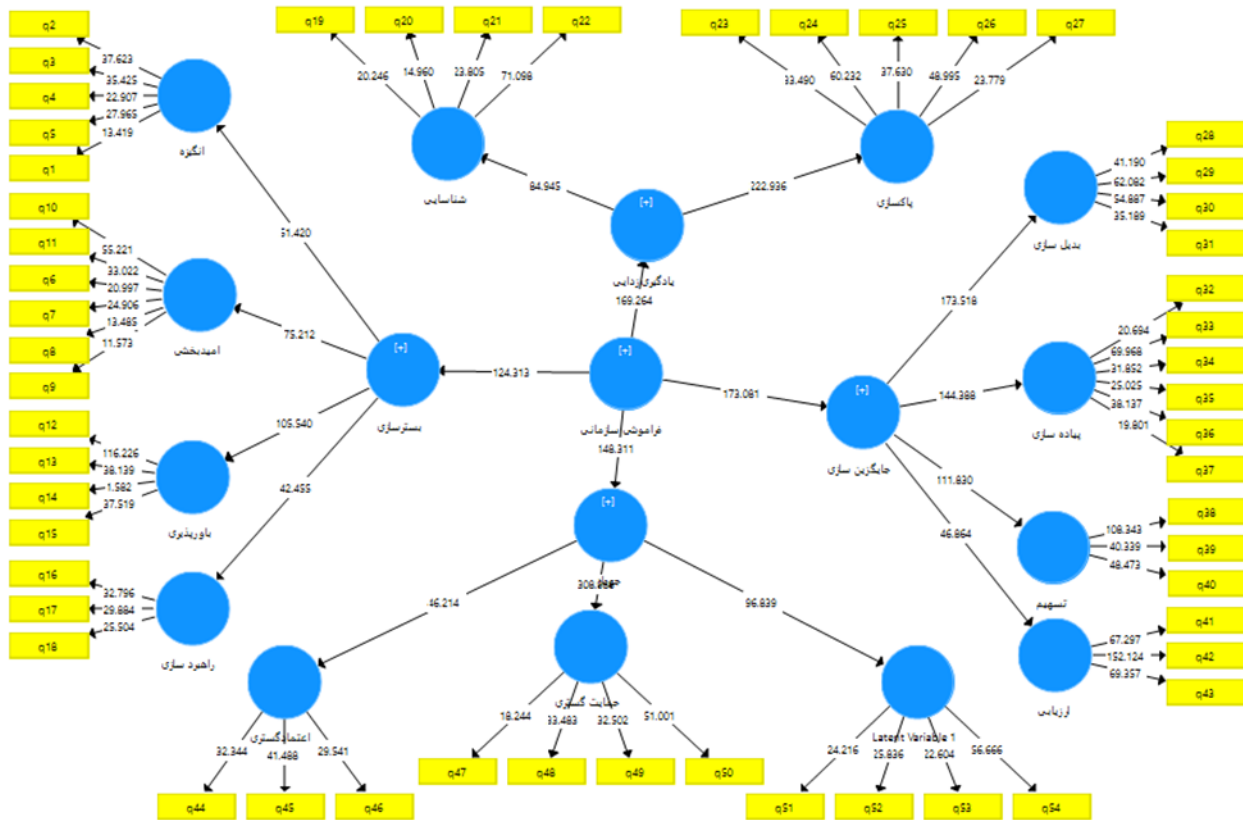 q19
q20
q21
q22
q23
q24
q25
q26
q27
20.246
14.960
71.098
60.232
37.630
48.995
23.779
شناسایی
پاکسازی
84.945
222.936
[+]
یادگیری زدایی
169.264
q2
q3
q4
q5
q1
37.623
35.425
22.907
27.965
13.419
انگیزه
51.420
q10
q11
q6
q7
q8
q9
55.221
33.022
20.997
24.906
13.485
11.573
امیدبخشی
75.212
q12
q13
q14
q15
116.226
38.139
37.519
باورپذیری
105.540
q16
q17
q18
32.796
29.884
25.504
راهبرد سازی
42.455
[+]
بسترسازی
124.313
[+]
فراموشی سازمانی
148.311
173.081
[+]
جایگزین سازی
q28
q29
q30
q31
41.190
62.082
54.887
35.189
بدیل سازی
173.518
q32
q33
q34
q35
q36
q37
20.694
69.968
31.852
25.025
38.137
19.801
پیاده سازی
144.388
q38
q39
q40
108.343
40.339
48.473
تسهیم
111.830
q41
q42
q43
67.297
152.124
69.357
ارزیابی
46.864
[+]
46.214
96.839
اعتمادگستری
32.344
41.488
29.541
q44
q45
q46
حمایت گستری
18.244
32.502
51.001
q47
q48
q49
q50
Latent Variable 1
24.216
25.836
22.604
56.666
q51
q52
q53
q54